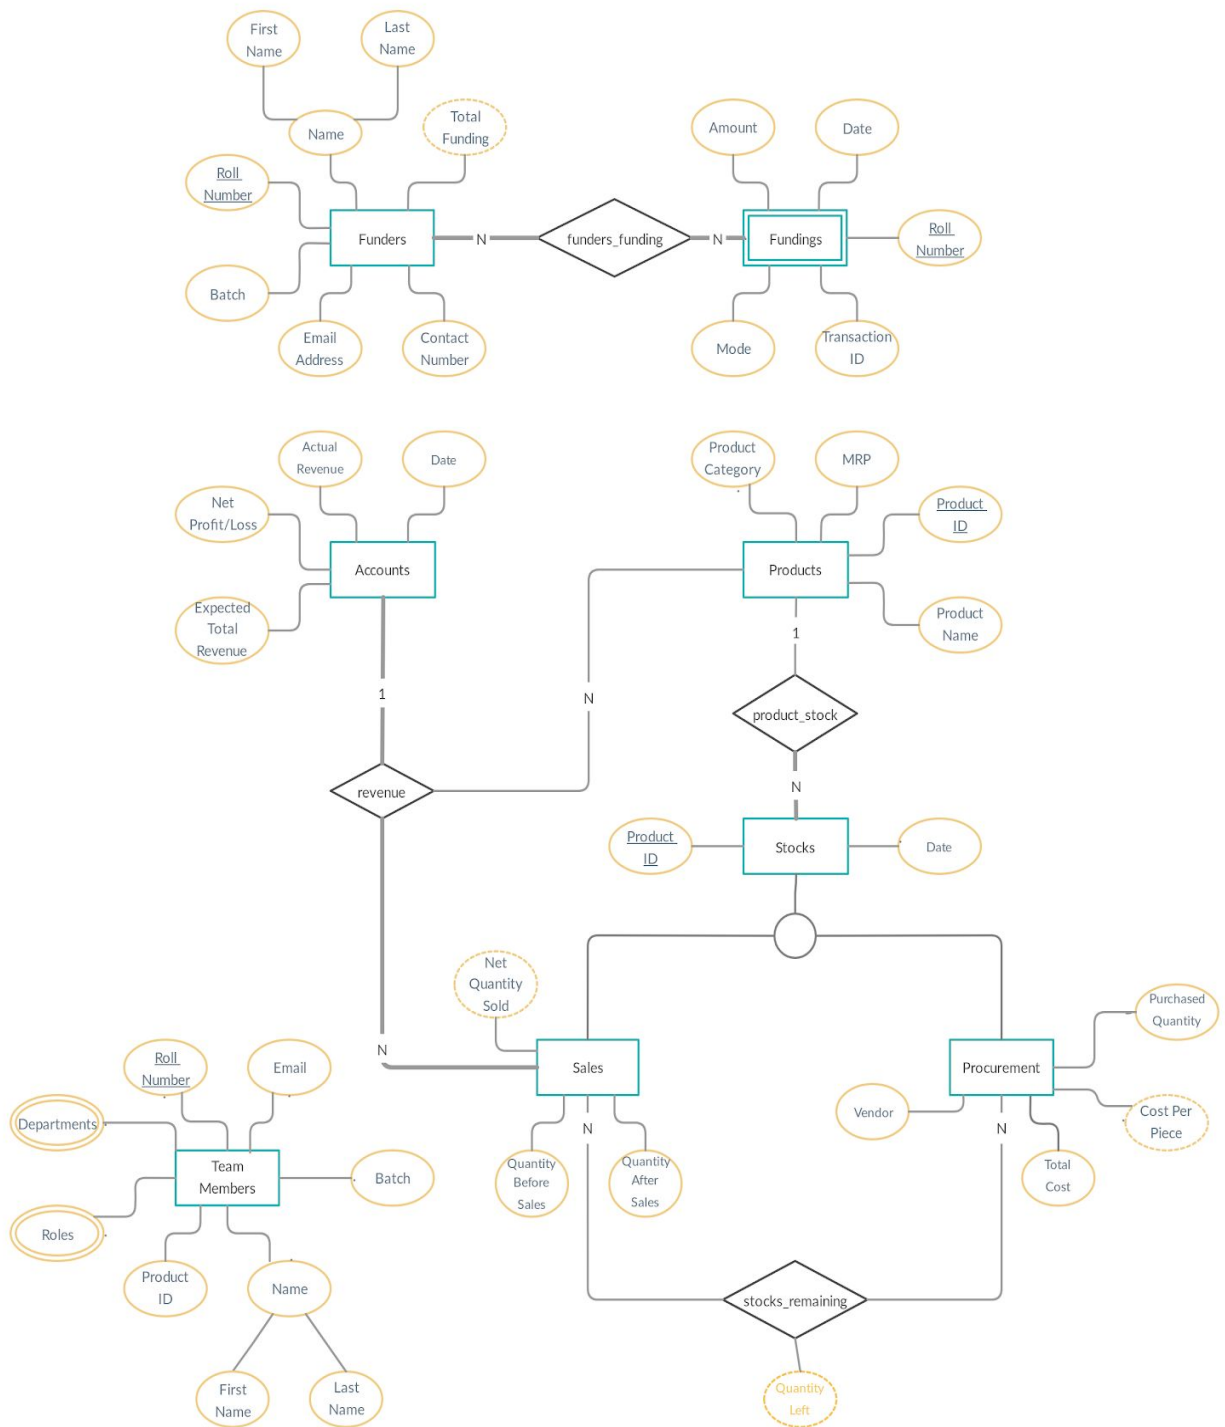 First
Name
Last
Name
Name
Total
Funding
Roll
Number
Batch
Email
Address
Contact
Number
Funders
N
funders_funding
N
Fundings
Amount
Date
Roll
Number
Mode
Transaction
ID
Actual
Revenue
Date
Net
Profit/Loss
Expected
Total
Revenue
Accounts
1
revenue
N
N
Product
Category
MRP
Product
ID
Product
Name
Products
1
product_stock
N
Product
ID
Stocks
Date
Net
Quantity
Sold
Sales
Quantity
Before
Sales
N
Quantity
After
Sales
Procurement
Purchased
Quantity
Vendor
N
Cost Per
Piece
Total
Cost
stocks_remaining
Quantity
Left
Roll
Number
Email
Departments
Team
Members
Batch
Roles
Product
ID
Name
First
Name
Last
Name